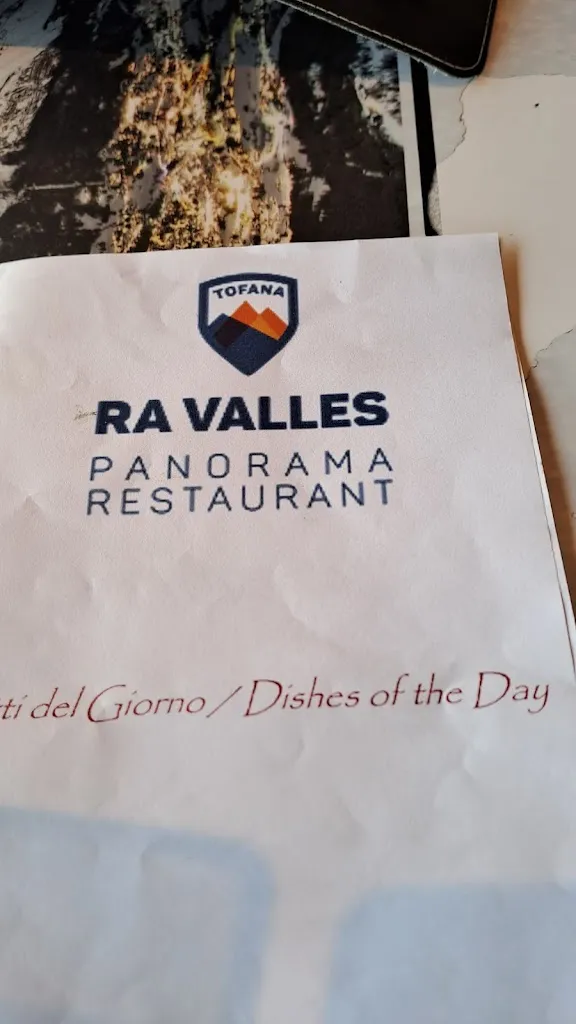 TOFANA
RA VALLES
PANORAMA
RESTAURANT
del Giorno / Dishes of the Day